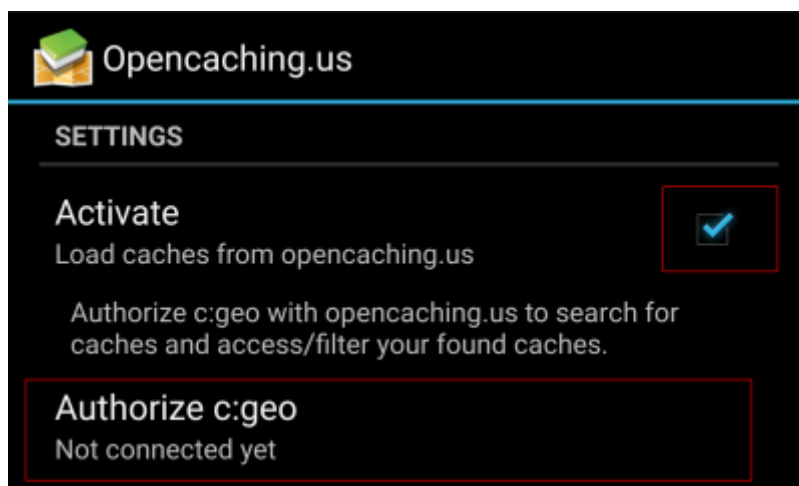 Opencaching.us
SETTINGS
Activate
Load caches from opencaching.us
Authorize c:geo with opencaching.us to search for
caches and access/filter your found caches.
Authorize c:geo
Not connected yet